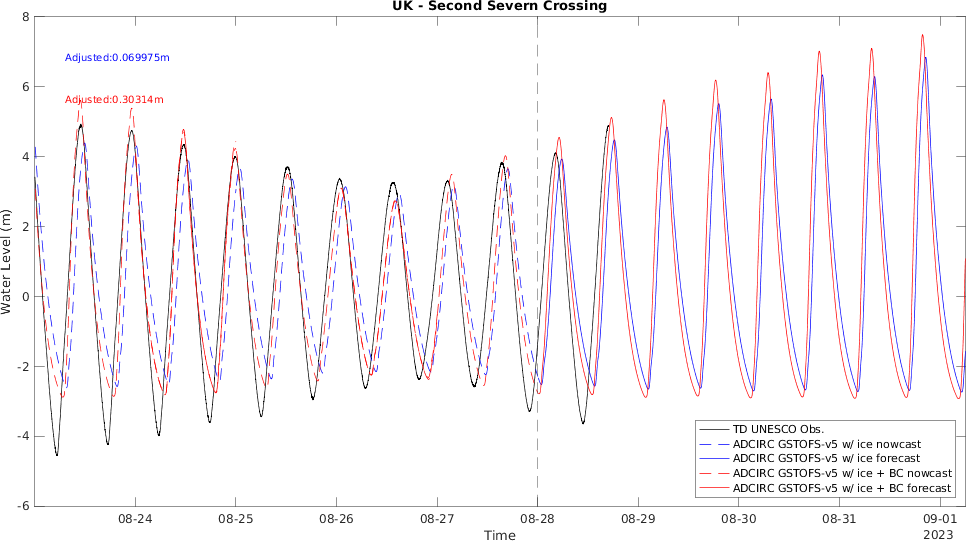 UK - Second Severn Crossing
8
6
4
2
0
-2
-4
-6
Water Level (m)
Adjusted:0.069975m
Adjusted:0.30314m
TD UNESCO Obs.
ADCIRC GSTOFS-v5 w/ ice nowcast
ADCIRC GSTOFS-v5 w/ ice forecast
ADCIRC GSTOFS-v5 w/ ice + BC nowcast
ADCIRC GSTOFS-v5 w/ ice + BC forecast
08-24 08-25 08-26 08-27 08-28 08-29 08-30 08-31 09-01
2023
Time